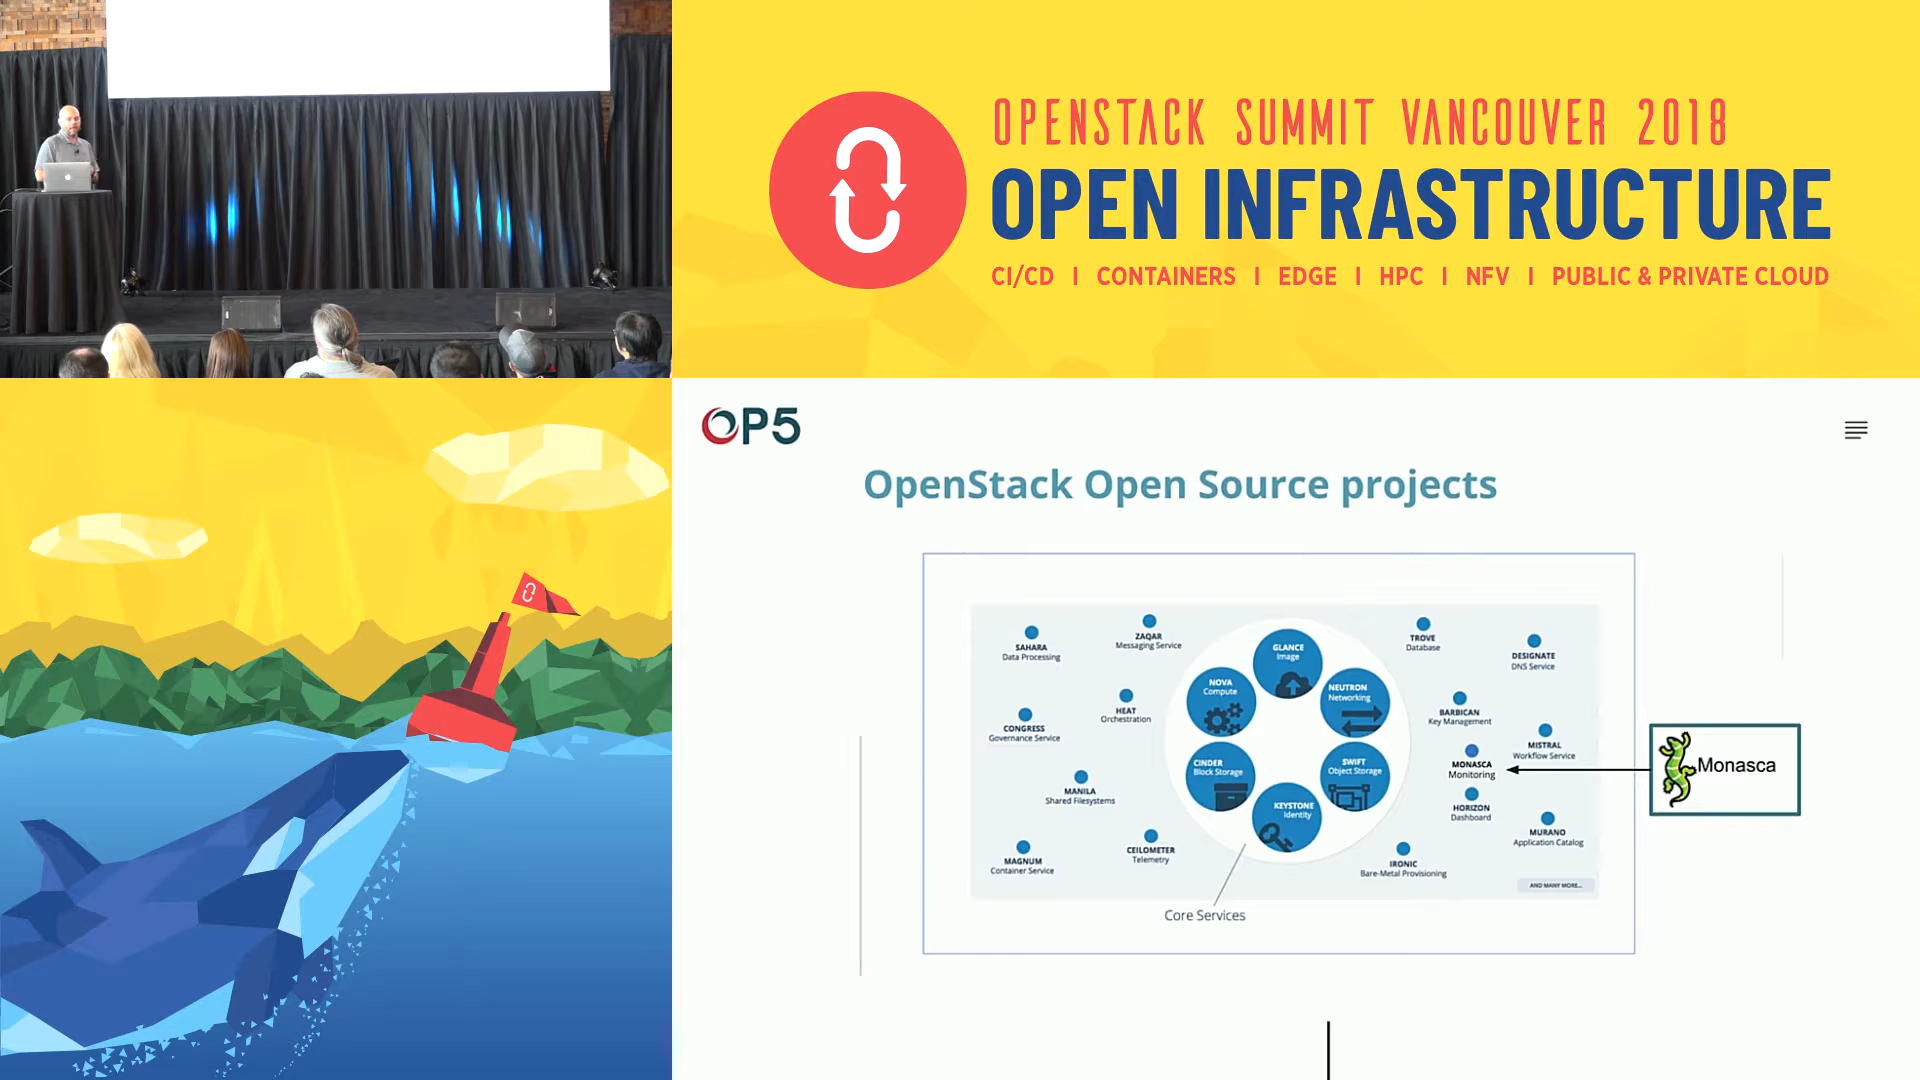 OPENSTACK SUMMIT VANCOUVER 2018
OPEN INFRASTRUCTURE
CI/CD | CONTAINERS | EDGE | HPC | NFV | PUBLIC & PRIVATE CLOUD
OP5
OpenStack Open Source projects
SAHARA
Data Processing
ZAQAR
Messaging Service
GLANCE
Image
TROVE
Database
DESIGNATE
DNS Service
NOVA
Compute
NEUTRON
Networking
HEAT
Orchestration
BARBICAN
Key Management
CONGRESS
Governance Service
MISTRAL
Workflow Service
CINDER
Block Storage
SWIFT
Object Storage
MONASCA
Monitoring
Monasca
MANILA
Shared Filesystems
KEYSTONE
Identity
HORIZON
Dashboard
MURANO
Application Catalog
CEILOMETER
Telemetry
MAGNUM
Container Service
IRONIC
Bare-Metal Provisioning
AND MANY MORE...
Core Services